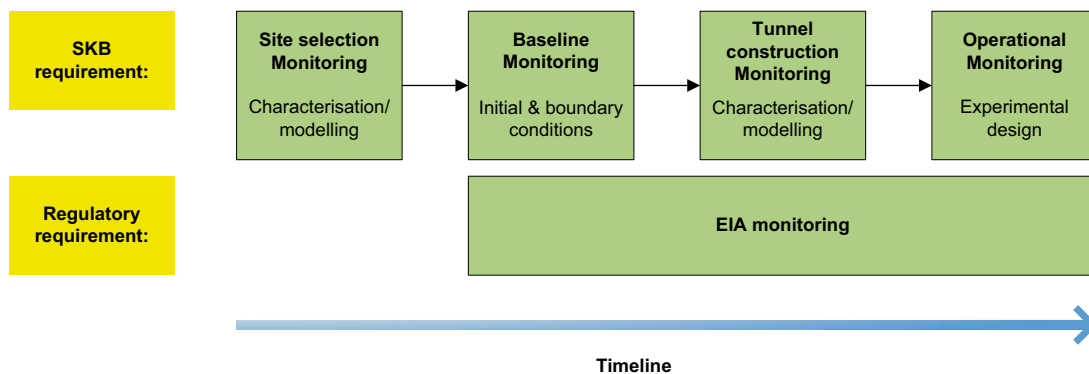 SKB
requirement:
Site selection
Monitoring
Characterisation/
modelling
Baseline
Monitoring
Initial & boundary
conditions
Tunnel
construction
Monitoring
Characterisation/
modelling
Operational
Monitoring
Experimental
design
Regulatory
requirement:
EIA monitoring
Timeline